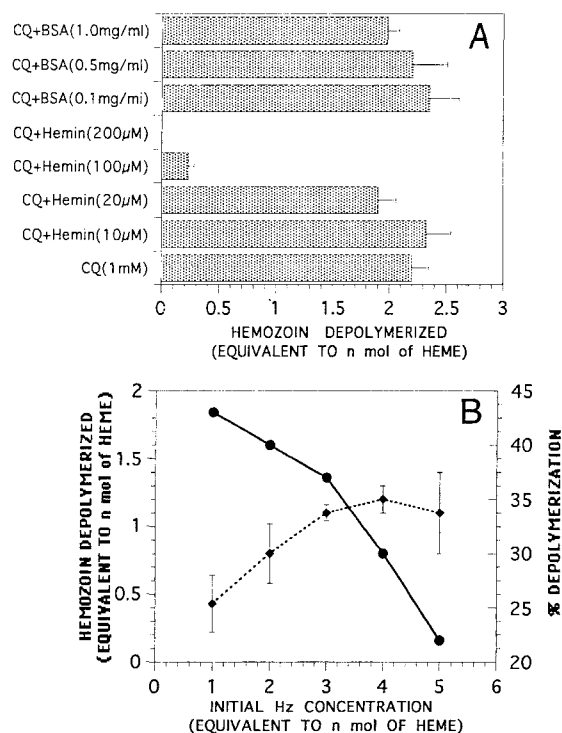 A
CQ+BSA(1.0mg/ml)
CQ+BSA(0.5mg/ml)
CQ+BSA(0.1mg/ml)
CQ+Hemin(200µM)
CQ+Hemin(100µM)
CQ+Hemin(20µM)
CQ+Hemin(10µM)
CQ(1mM)
0 0.5 1 1.5 2 2.5 3
HEMOZOIN DEPOLYMERIZED
(EQUIVALENT TO n mol of HEME)
B
HEMOZOIN DEPOLYMERIZED
(EQUIVALENT TO n mol of HEME)
2
1.5
1
0.5
0
45
40
35
30
25
20
% DEPOLYMERIZATION
0 1 2 3 4 5 6
INITIAL Hz CONCENTRATION
(EQUIVALENT TO n mol OF HEME)